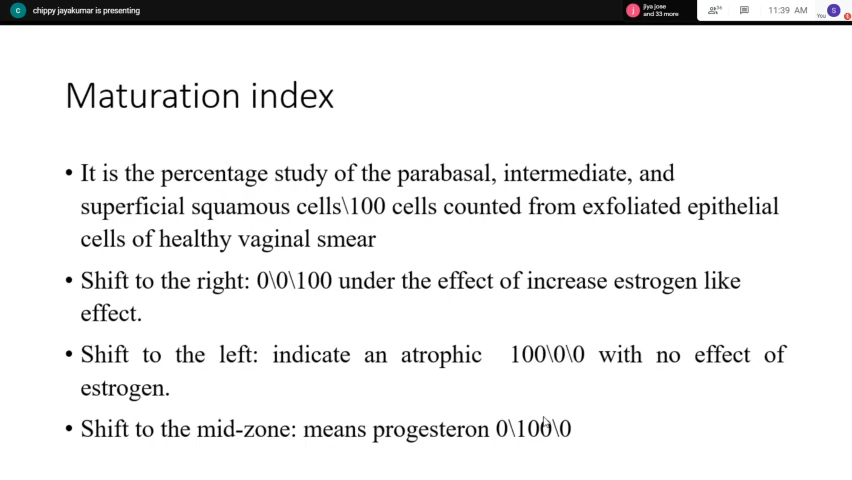 c chippy jayakumar is presenting
j jiya jose
and 33 more
36
11:39 AM
You S
Maturation index
• It is the percentage study of the parabasal, intermediate, and
superficial squamous cells\100 cells counted from exfoliated epithelial
cells of healthy vaginal smear
• Shift to the right: 0\0\100 under the effect of increase estrogen like
effect.
• Shift to the left: indicate an atrophic 100\0\0 with no effect of
estrogen.
• Shift to the mid-zone: means progesteron 0\100\0